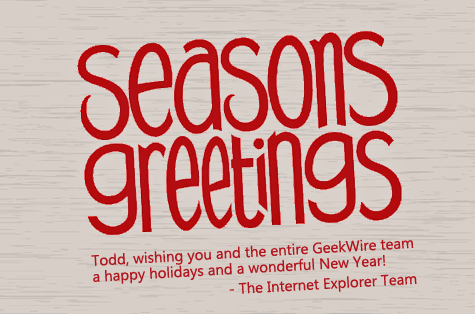 seasons
greetings
Todd, wishing you and the entire GeekWire team
a happy holidays and a wonderful New Year!
- The Internet Explorer Team